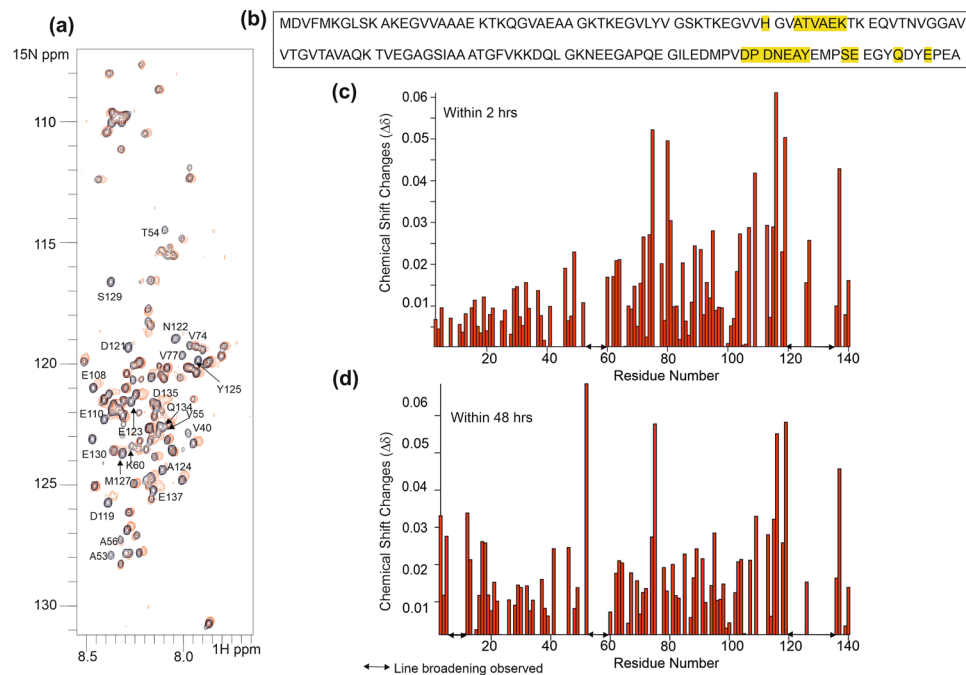 (a)
15N ppm
110
115
120
125
130
8.5
8.0
1H ppm
T54
S129
N122
D121
V74
V77
E108
Y125
D135
Q134
E110
V55
E123
V40
E130
K60
A124
M127
E137
D119
A56
A53
(b)
MDVFMKGLSK AKEGVVAAAE KTKQGVAEAA GKTKEGVLYV GSKTKEGVVH GVATVAEKTK EQVTNVGGAV
VTGVTAVAQK TVEGAGSIAA ATGFVKKDQL GKNEEGAPQE GILEDMPVDP DNEAYEMPSE EGYQDYEPEA
(c)
Within 2 hrs
Chemical Shift Changes (Δδ)
0.06
0.05
0.04
0.03
0.02
0.01
20
40
60
80
100
120
140
Residue Number
(d)
Within 48 hrs
Chemical Shift Changes (Δδ)
0.06
0.05
0.04
0.03
0.02
0.01
20
40
60
80
100
120
140
Residue Number
Line broadening observed